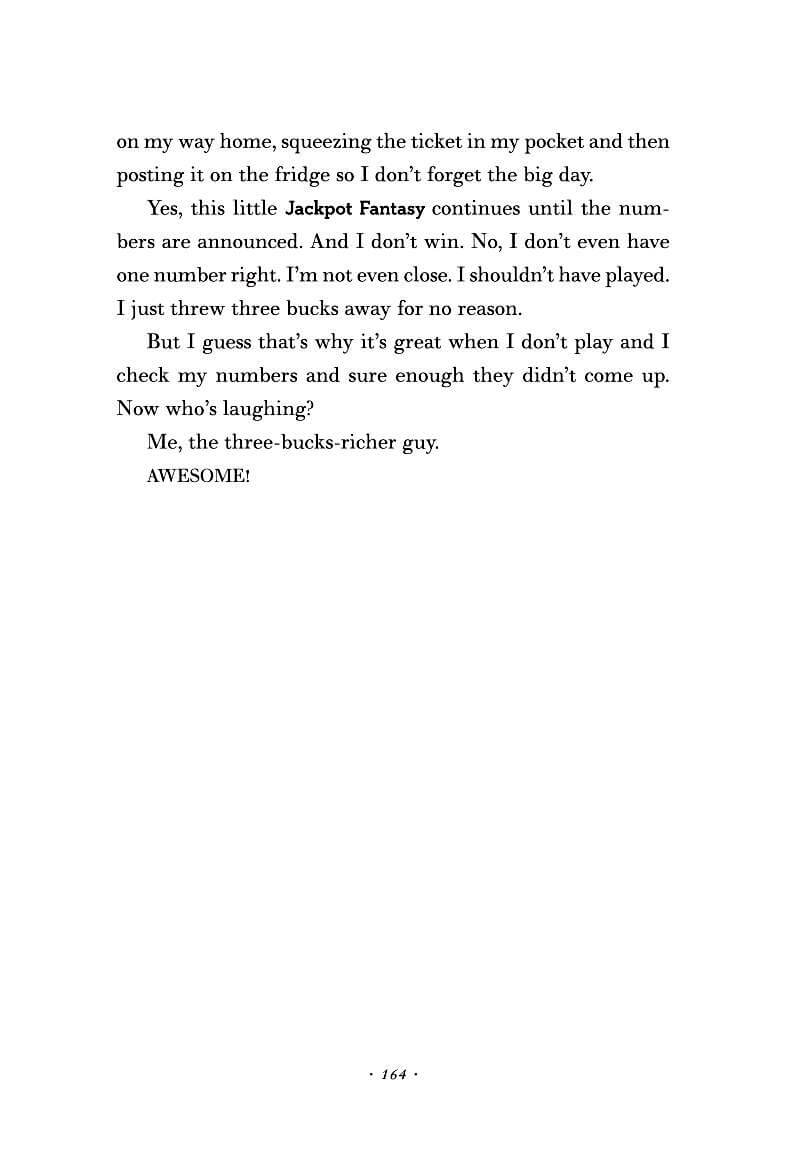 on my way home, squeezing the ticket in my pocket and then
posting it on the fridge so I don’t forget the big day.
Yes, this little Jackpot Fantasy continues until the num-
bers are announced. And I don’t win. No, I don’t even have
one number right. I’m not even close. I shouldn’t have played.
I just threw three bucks away for no reason.
But I guess that’s why it’s great when I don’t play and I
check my numbers and sure enough they didn’t come up.
Now who’s laughing?
Me, the three-bucks-richer guy.
AWESOME!
· 164 ·